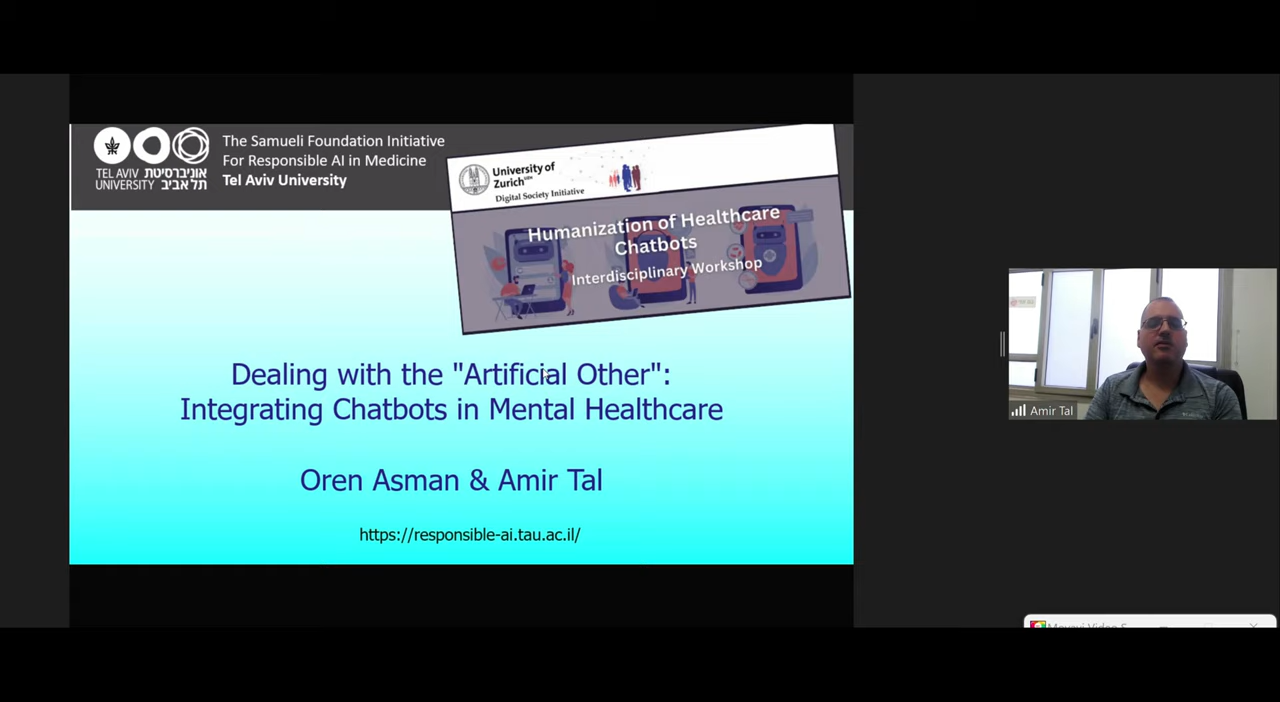 The Samueli Foundation Initiative
For Responsible AI in Medicine
Tel Aviv University
TEL AVIV אוניברסיטת
UNIVERSITY תל אביב
University of
Zurich UZH
Digital Society Initiative
Humanization of Healthcare
Chatbots
Interdisciplinary Workshop
Dealing with the "Artificial Other":
Integrating Chatbots in Mental Healthcare
Oren Asman & Amir Tal
https://responsible-ai.tau.ac.il/
Amir Tal